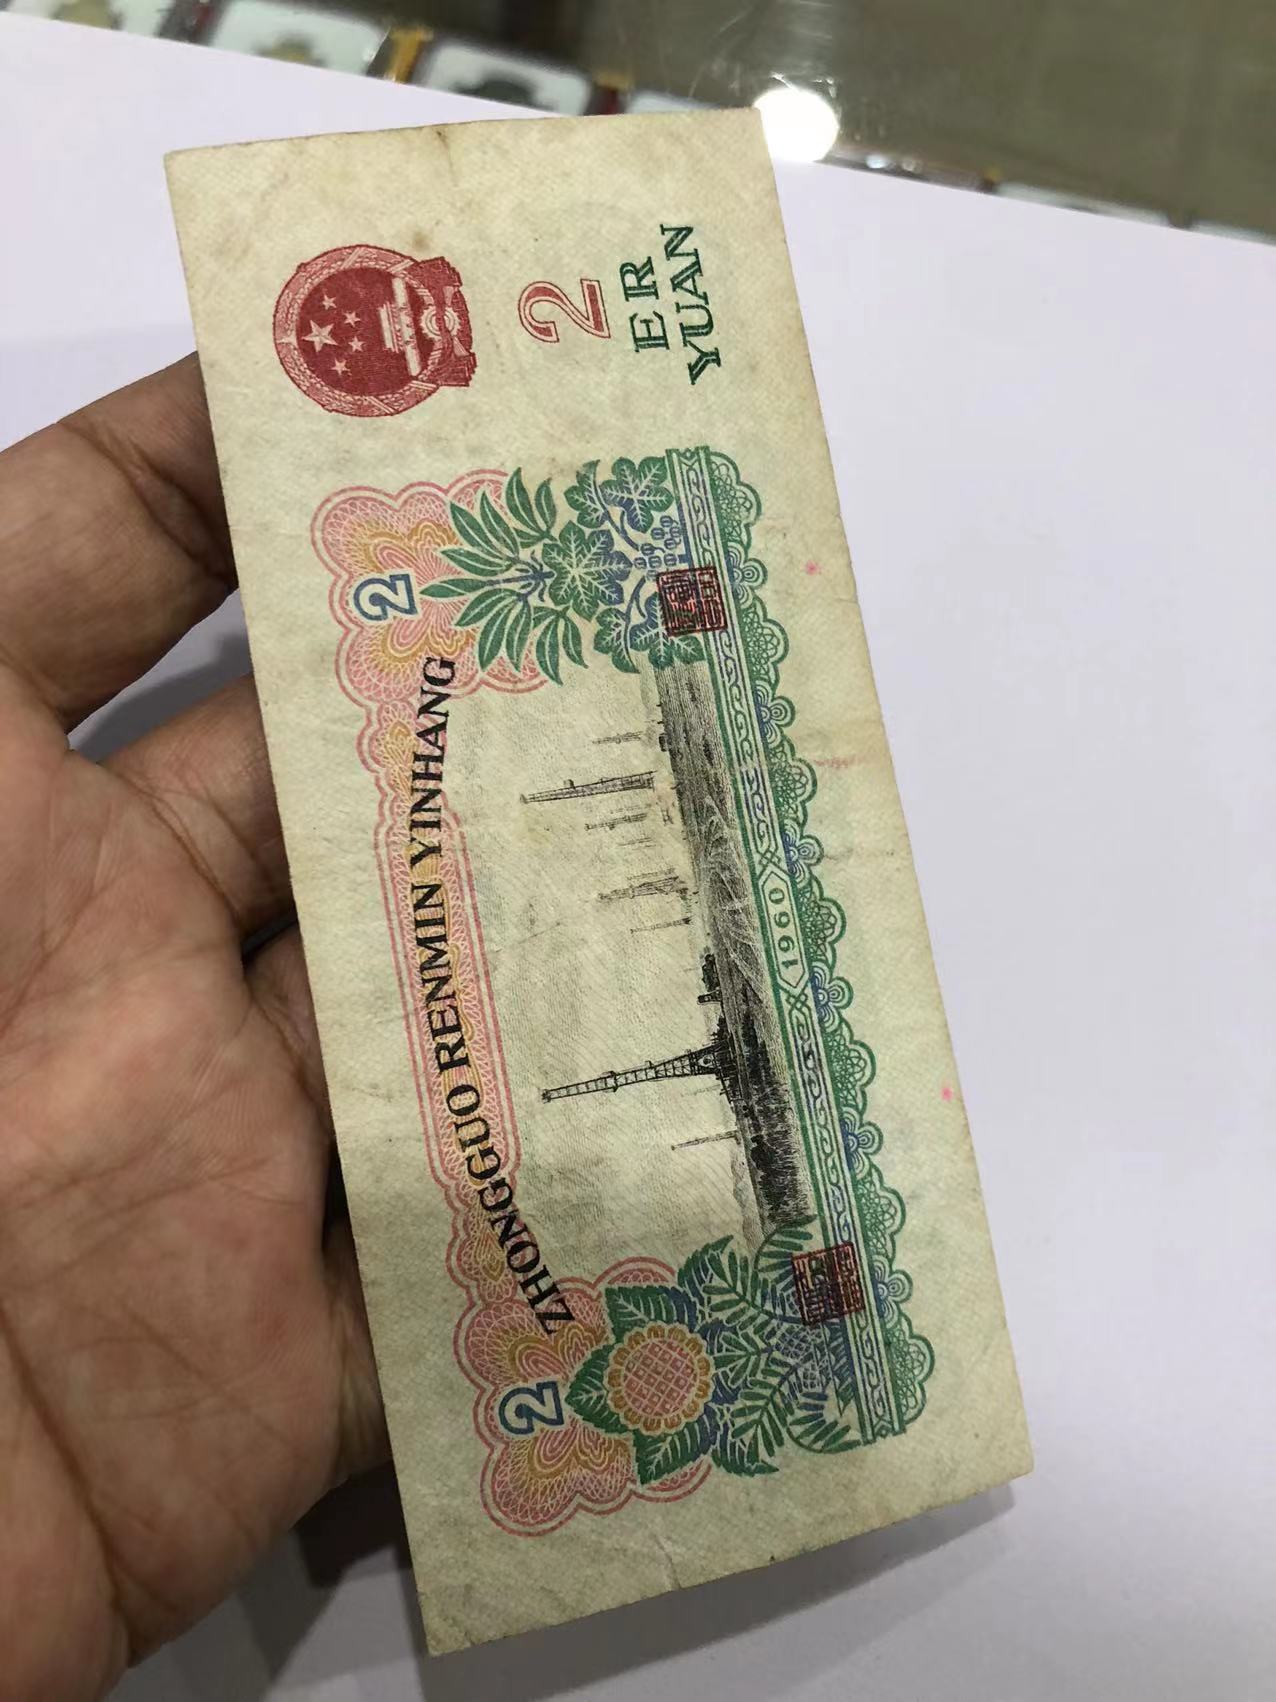 ZHONGGUO RENMIN YINHANG
2
2
2
ER
YUAN
1960